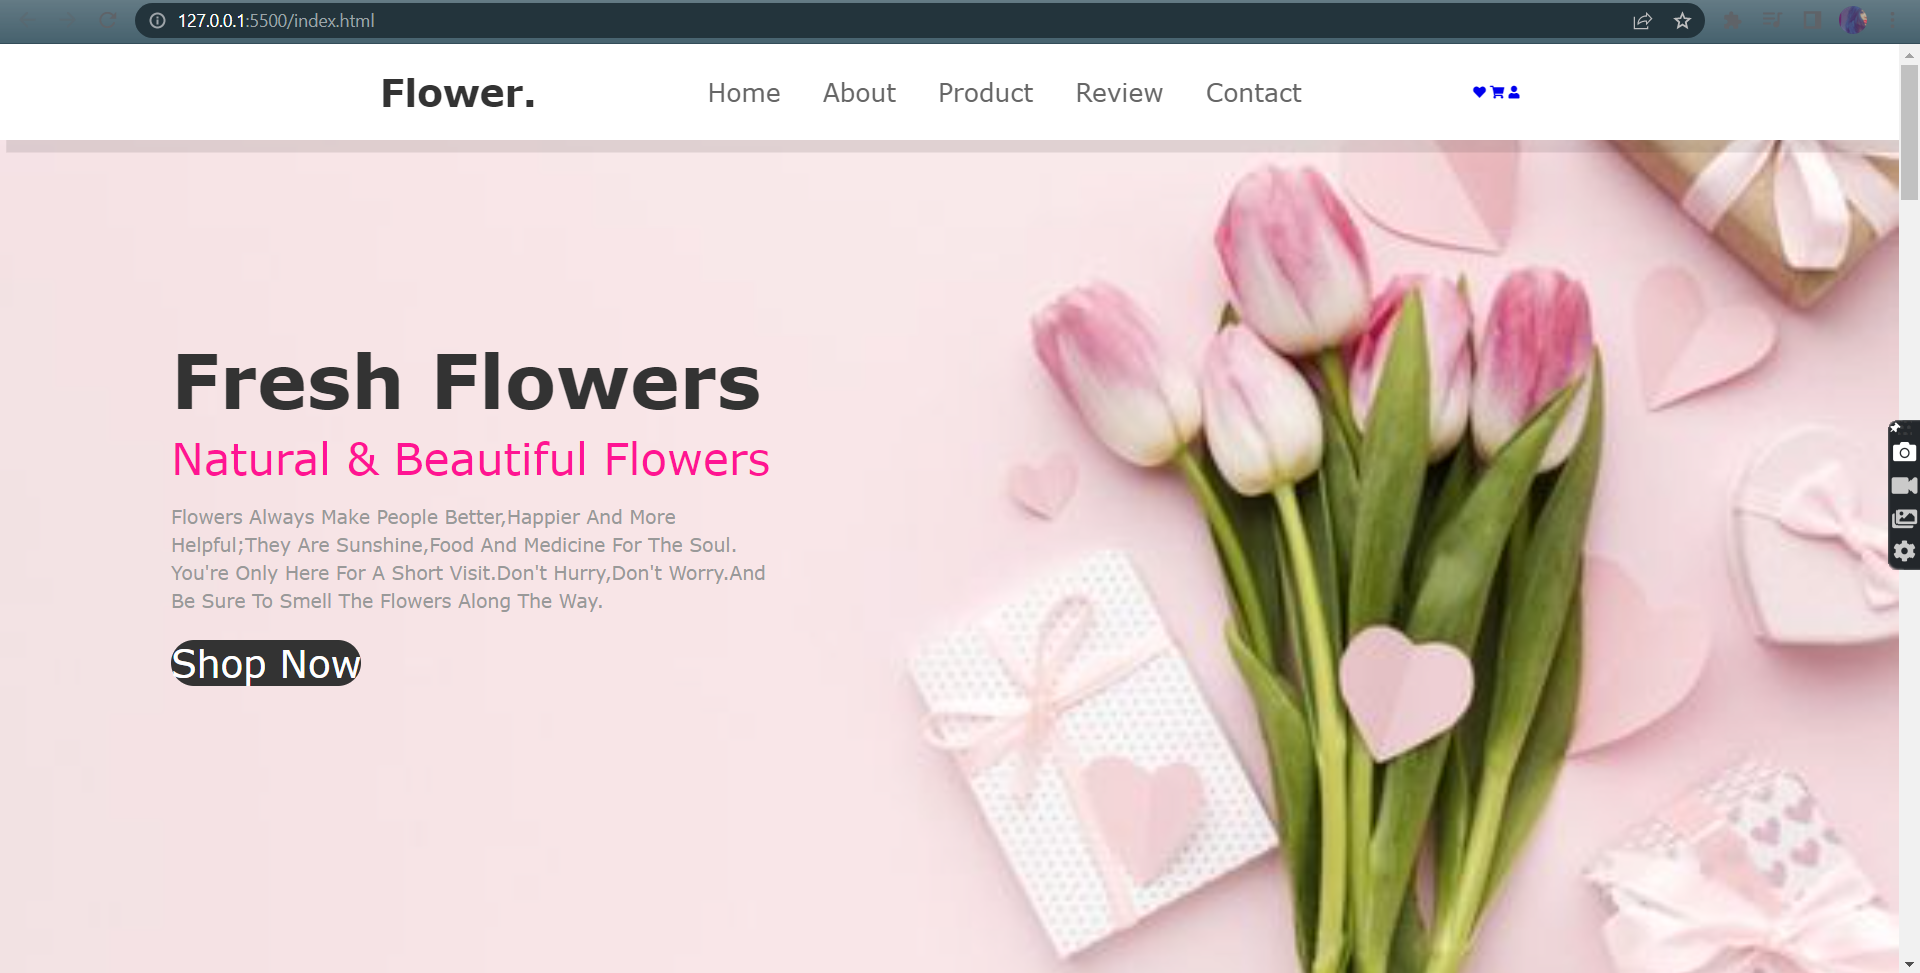 127.0.0.1:5500/index.html
Flower.
Home About Product Review Contact
Fresh Flowers
Natural & Beautiful Flowers
Flowers Always Make People Better,Happier And More
Helpful;They Are Sunshine,Food And Medicine For The Soul.
You're Only Here For A Short Visit.Don't Hurry,Don't Worry.And
Be Sure To Smell The Flowers Along The Way.
Shop Now